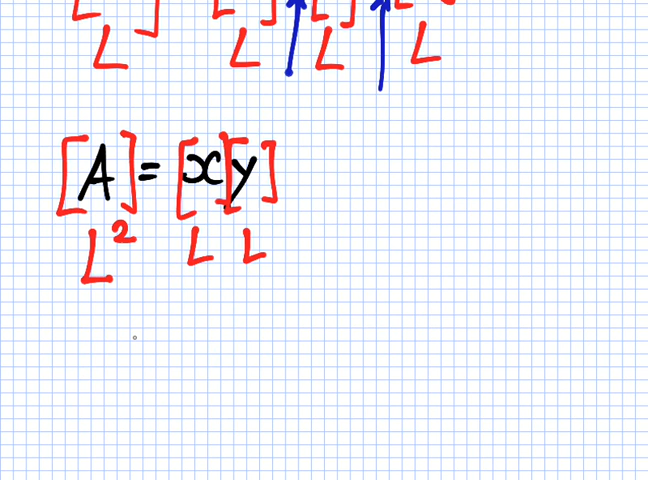 [ ] [ ] [ ] [
L L L L
[A] = [x][y]
L² L L